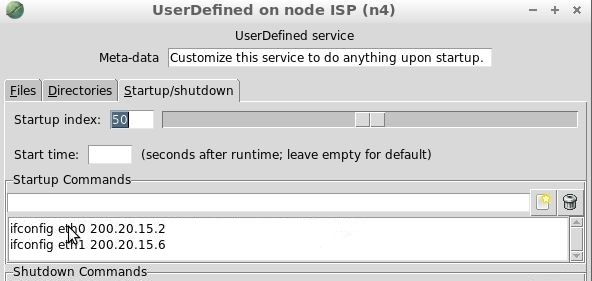 UserDefined on node ISP (n4)
UserDefined service
Meta-data Customize this service to do anything upon startup.
Files Directories Startup/shutdown
Startup index: 50
Start time: (seconds after runtime; leave empty for default)
Startup Commands
ifconfig eth0 200.20.15.2
ifconfig eth1 200.20.15.6
Shutdown Commands